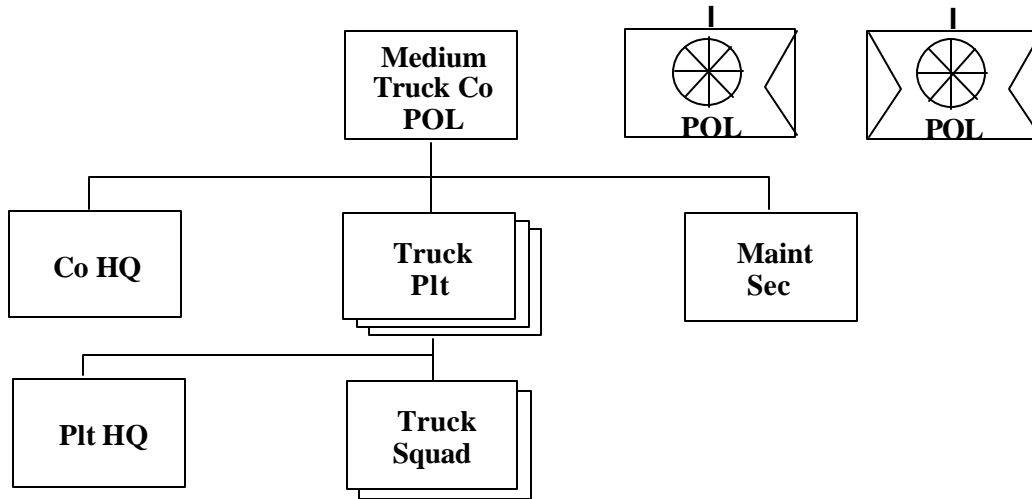 Medium
Truck Co
POL
POL
POL
Co HQ
Truck
Plt
Maint
Sec
Plt HQ
Truck
Squad